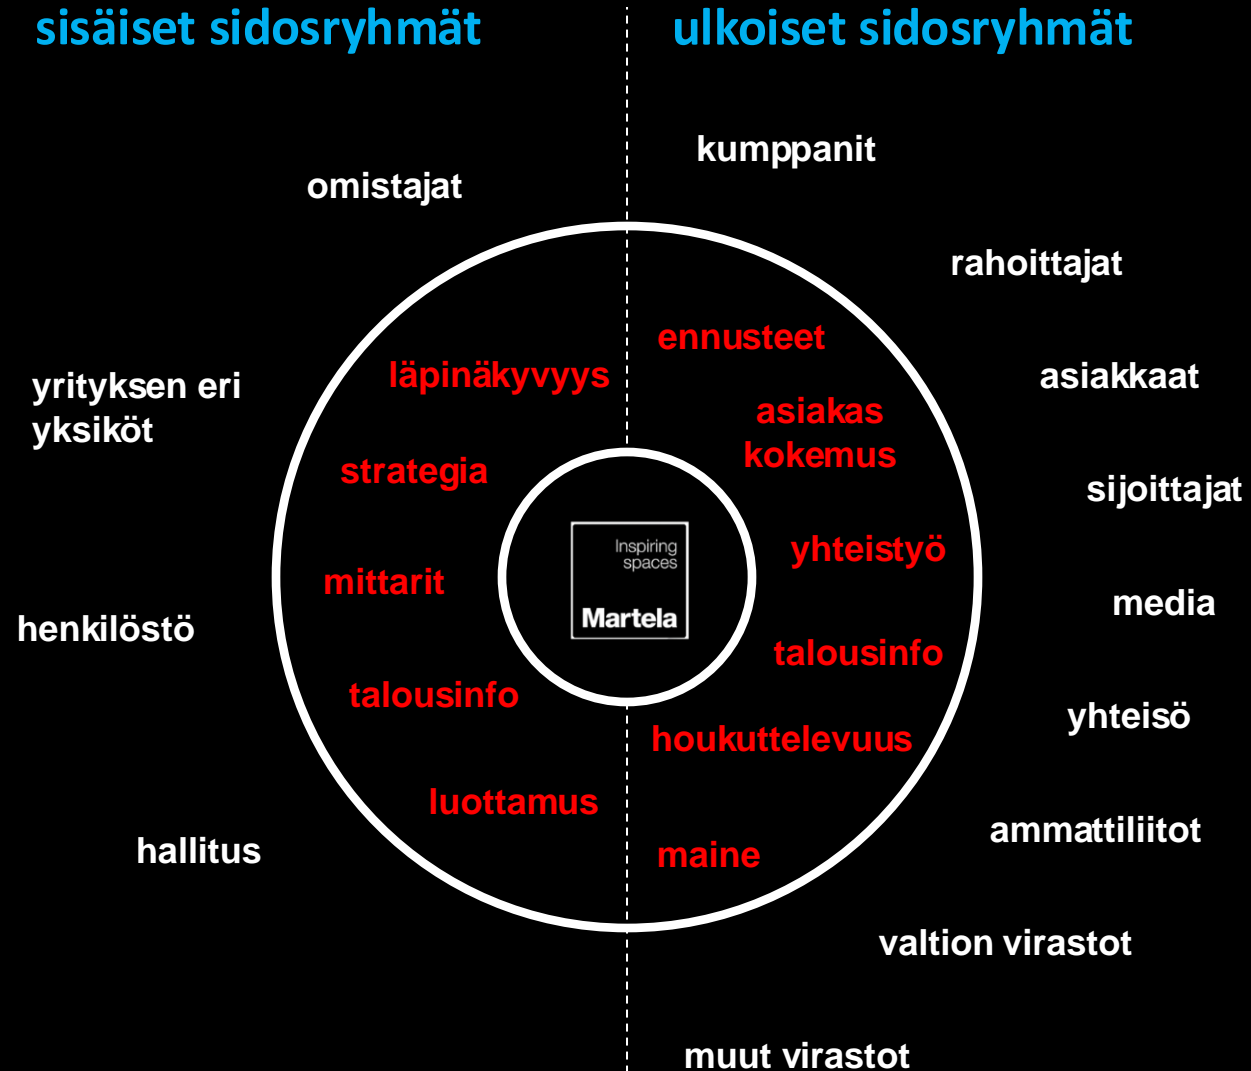 sisäiset sidosryhmät
ulkoiset sidosryhmät
omistajat
yrityksen eri
yksiköt
henkilöstö
hallitus
läpinäkyvyys
strategia
mittarit
talousinfo
luottamus
Inspiring
spaces
Martela
ennusteet
asiakas
kokemus
yhteistyö
talousinfo
houkuttelevuus
maine
kumppanit
rahoittajat
asiakkaat
sijoittajat
media
yhteisö
ammattiliitot
valtion virastot
muut virastot